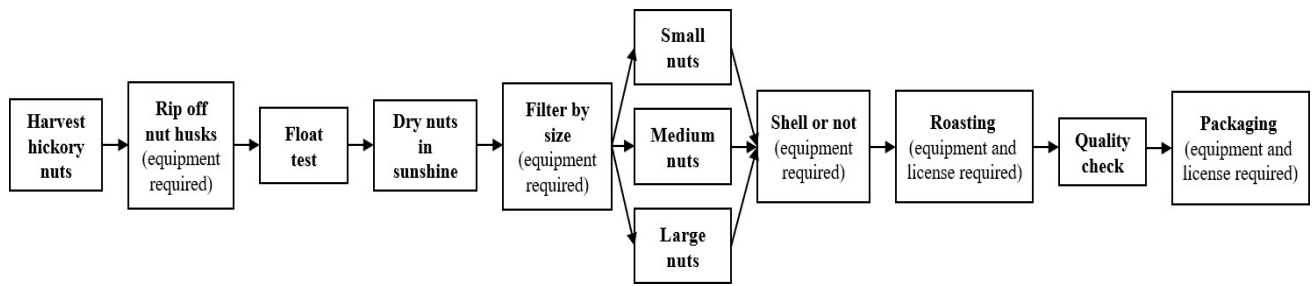 Harvest
hickory
nuts
Rip off
nut husks
(equipment
required)
Float
test
Dry nuts
in
sunshine
Filter by
size
(equipment
required)
Small
nuts
Medium
nuts
Large
nuts
Shell or not
(equipment
required)
Roasting
(equipment and
license required)
Quality
check
Packaging
(equipment and
license required)